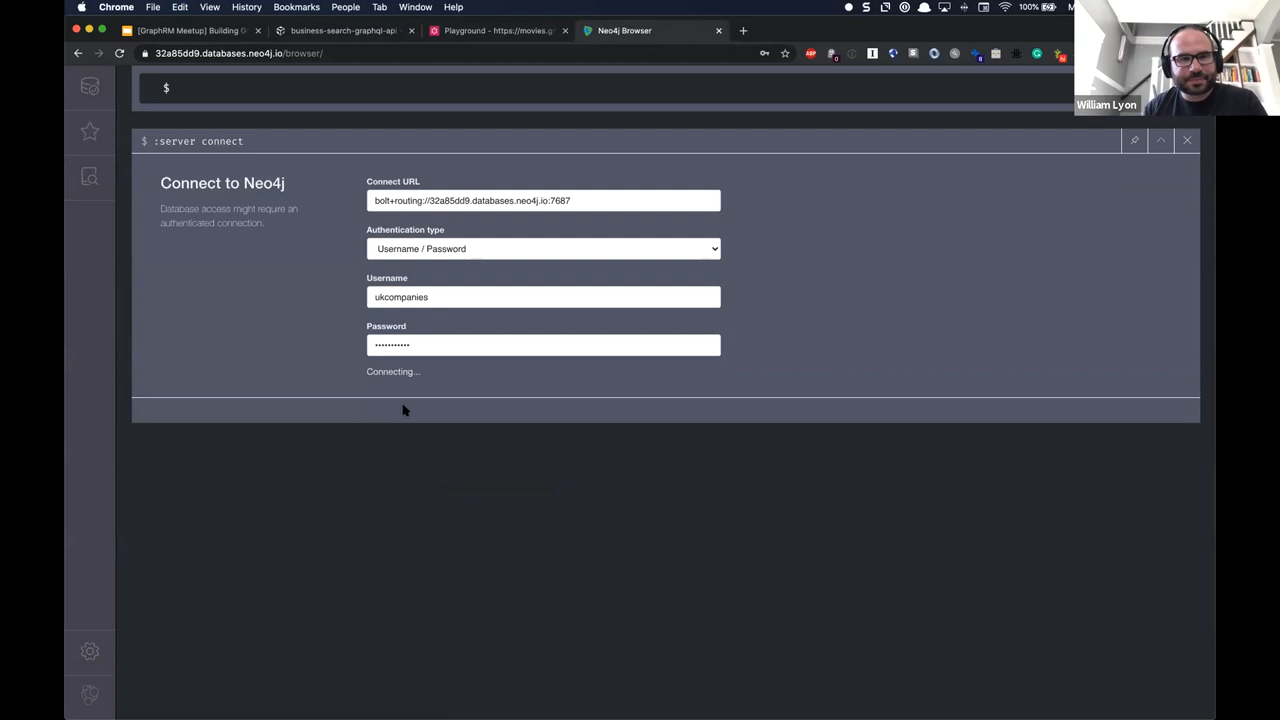 Chrome File Edit View History Bookmarks People Tab Window Help 100%
[GraphRM Meetup] Building G
business-search-graphql-api
Playground - https://movies.g
Neo4j Browser
32a85dd9.databases.neo4j.io/browser/
$
William Lyon
$ :server connect
Connect to Neo4j
Database access might require an
authenticated connection.
Connect URL
bolt+routing://32a85dd9.databases.neo4j.io:7687
Authentication type
Username / Password
Username
ukcompanies
Password
•••••••••••
Connecting...